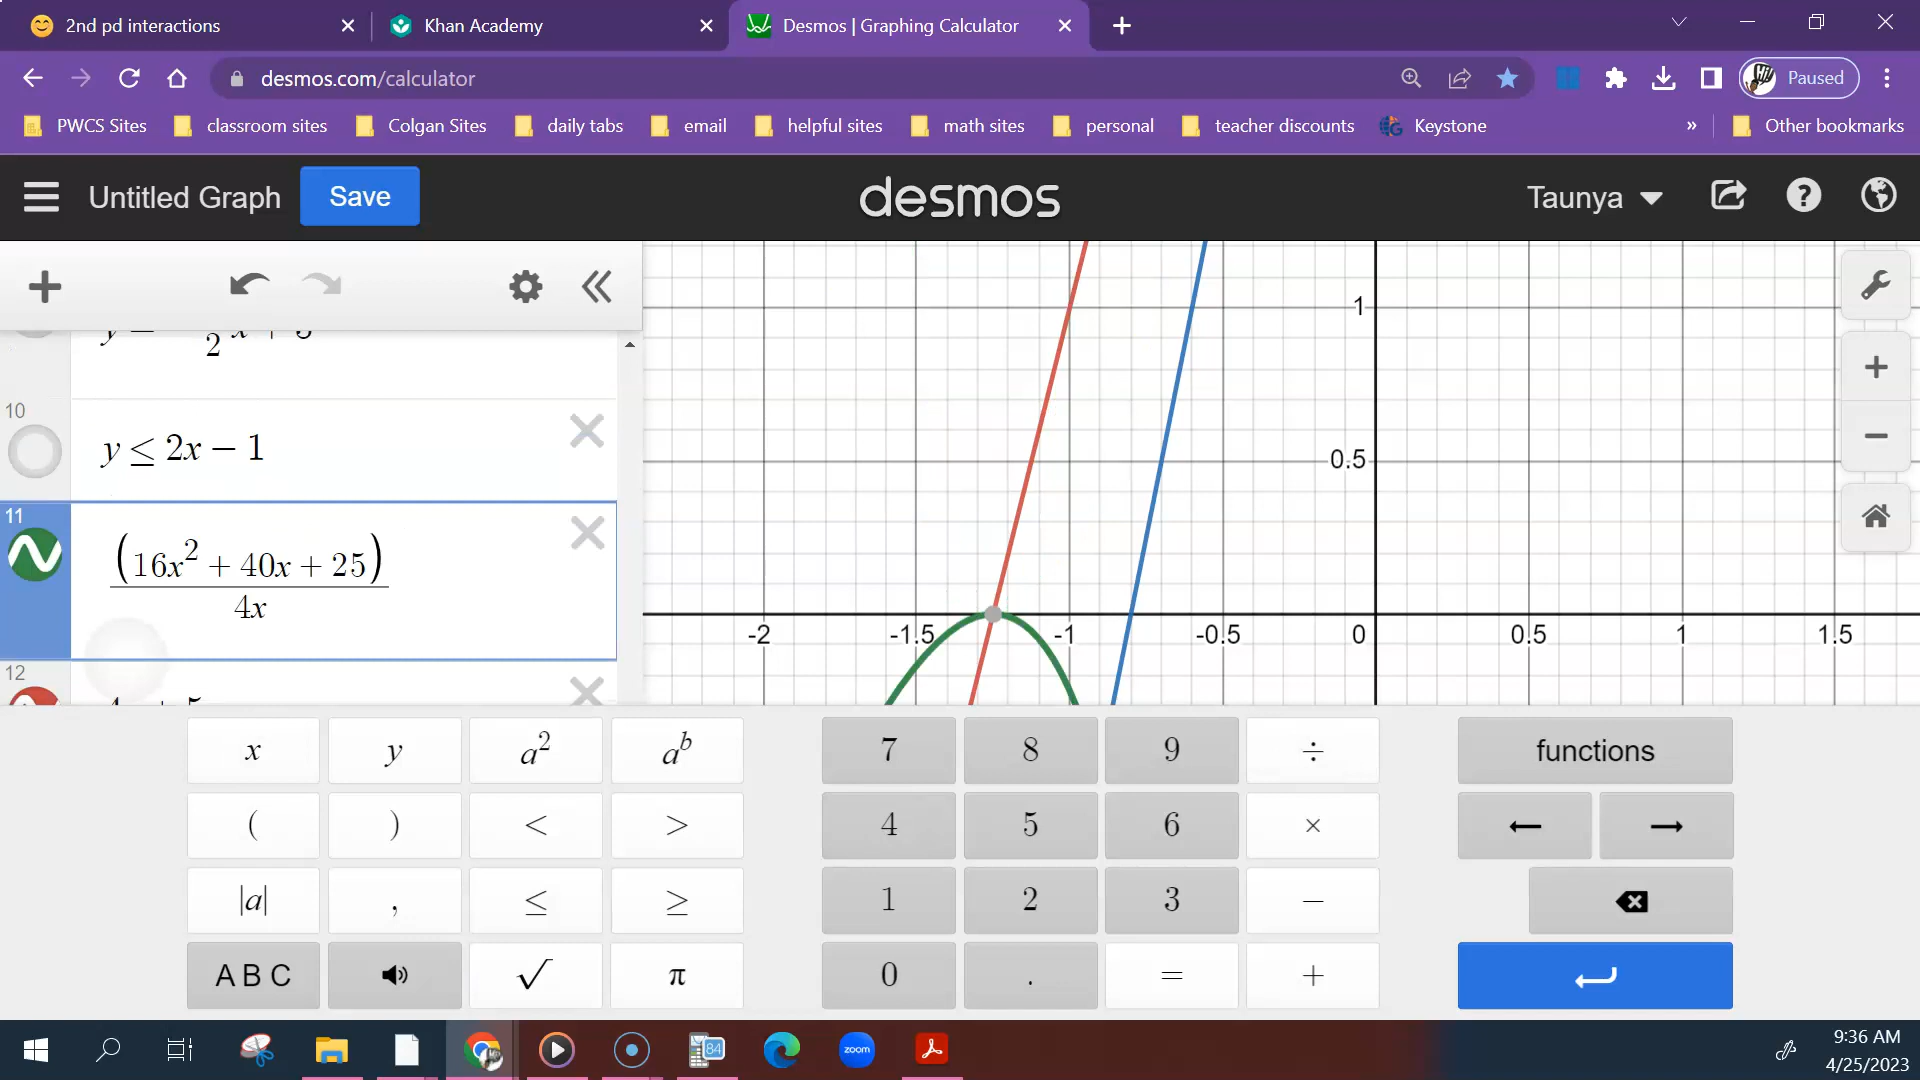 2nd pd interactions
Khan Academy
Desmos | Graphing Calculator
desmos.com/calculator
Paused
PWCS Sites
classroom sites
Colgan Sites
daily tabs
email
helpful sites
math sites
personal
teacher discounts
Keystone
»
Other bookmarks
Untitled Graph
Save
desmos
Taunya
10
y ≤ 2x − 1
11
(16x² + 40x + 25)
4x
12
1
0.5
-2 -1.5 -1 -0.5 0 0.5 1 1.5
x y a² aᵇ 7 8 9 ÷ functions
( ) < > 4 5 6 × ← →
|a| , ≤ ≥ 1 2 3 −
A B C √ π 0 . = +
84
zoom
9:36 AM
4/25/2023